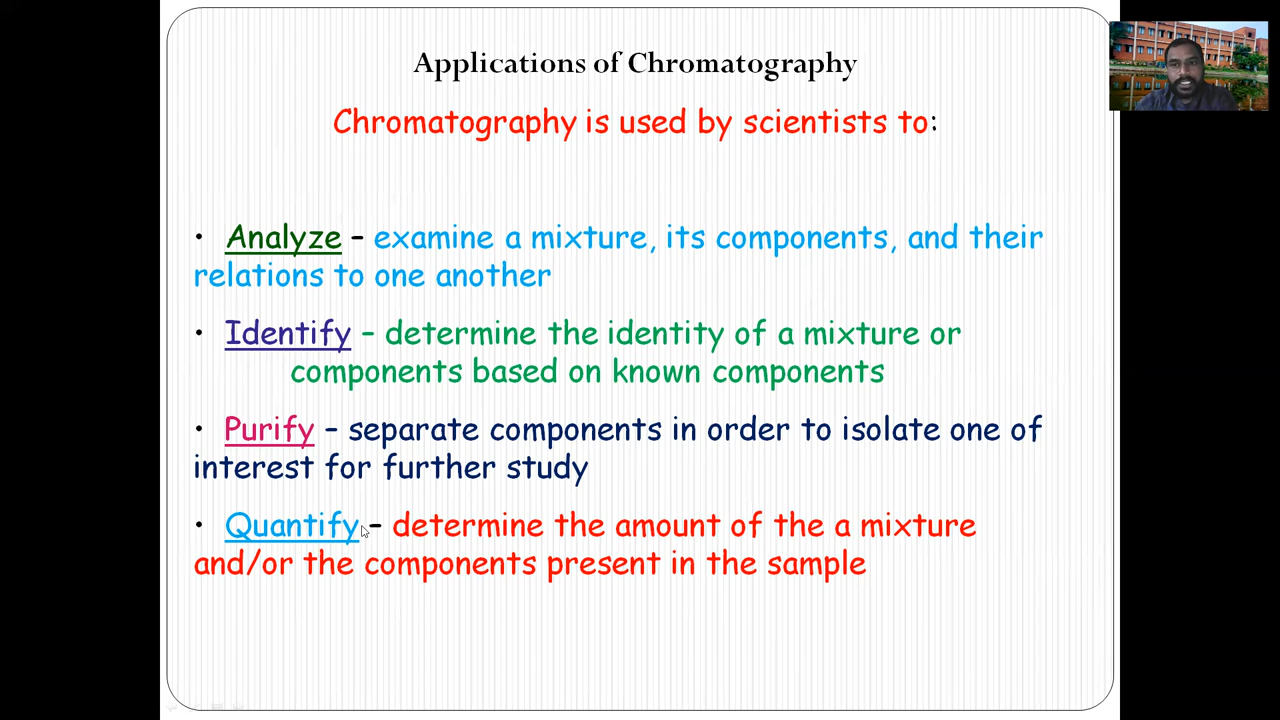 Applications of Chromatography
Chromatography is used by scientists to:
• Analyze – examine a mixture, its components, and their
relations to one another
• Identify – determine the identity of a mixture or
components based on known components
• Purify – separate components in order to isolate one of
interest for further study
• Quantify – determine the amount of the a mixture
and/or the components present in the sample